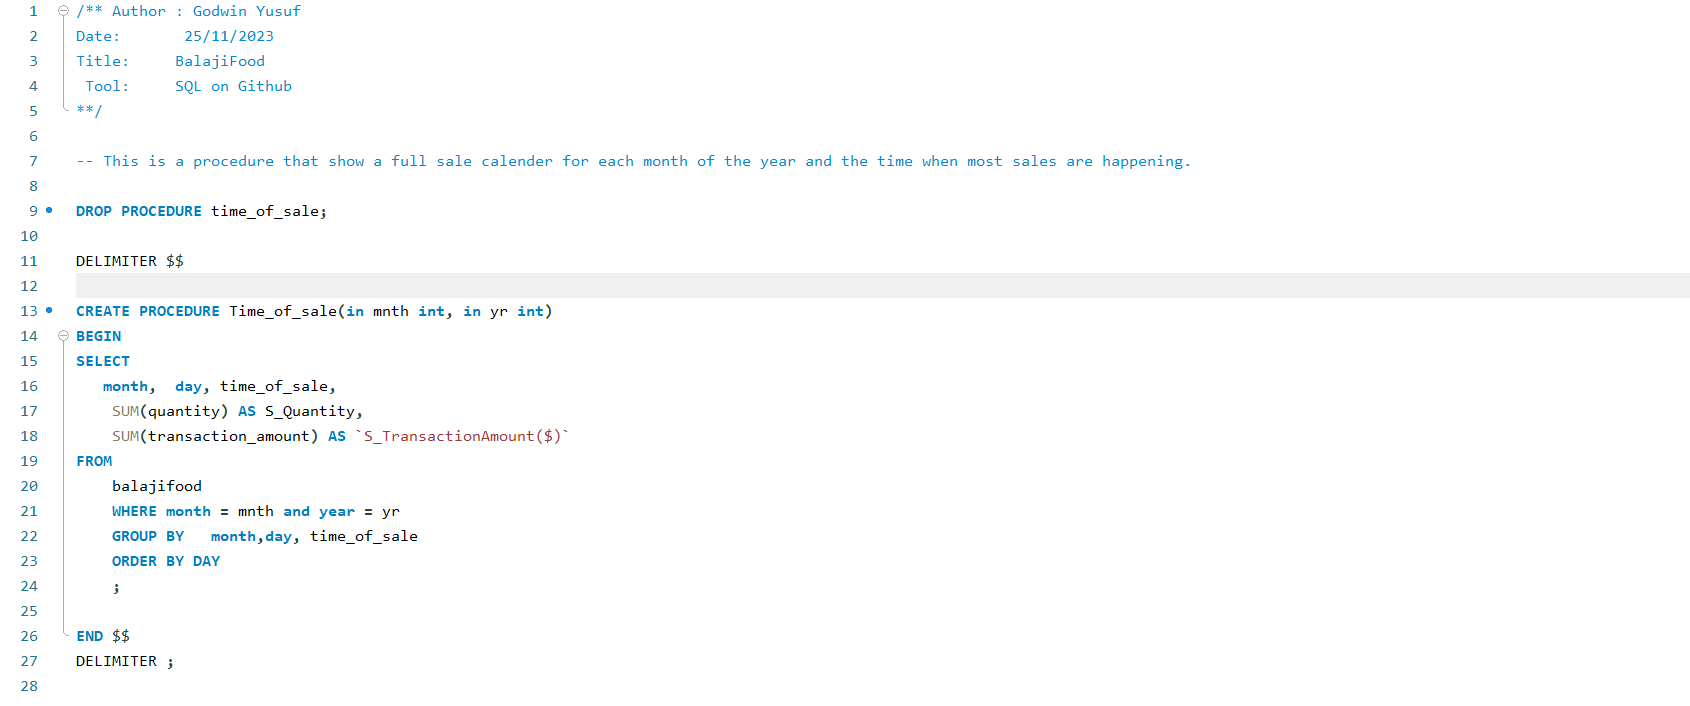 1 /** Author : Godwin Yusuf
2 Date:       25/11/2023
3 Title:     BalajiFood
4  Tool:     SQL on Github
5 **/
6
7 -- This is a procedure that show a full sale calender for each month of the year and the time when most sales are happening.
8
9 DROP PROCEDURE time_of_sale;
10
11 DELIMITER $$
12
13 CREATE PROCEDURE Time_of_sale(in mnth int, in yr int)
14 BEGIN
15 SELECT
16    month,  day, time_of_sale,
17     SUM(quantity) AS S_Quantity,
18     SUM(transaction_amount) AS `S_TransactionAmount($)`
19 FROM
20     balajifood
21     WHERE month = mnth and year = yr
22     GROUP BY   month,day, time_of_sale
23     ORDER BY DAY
24     ;
25
26 END $$
27 DELIMITER ;
28